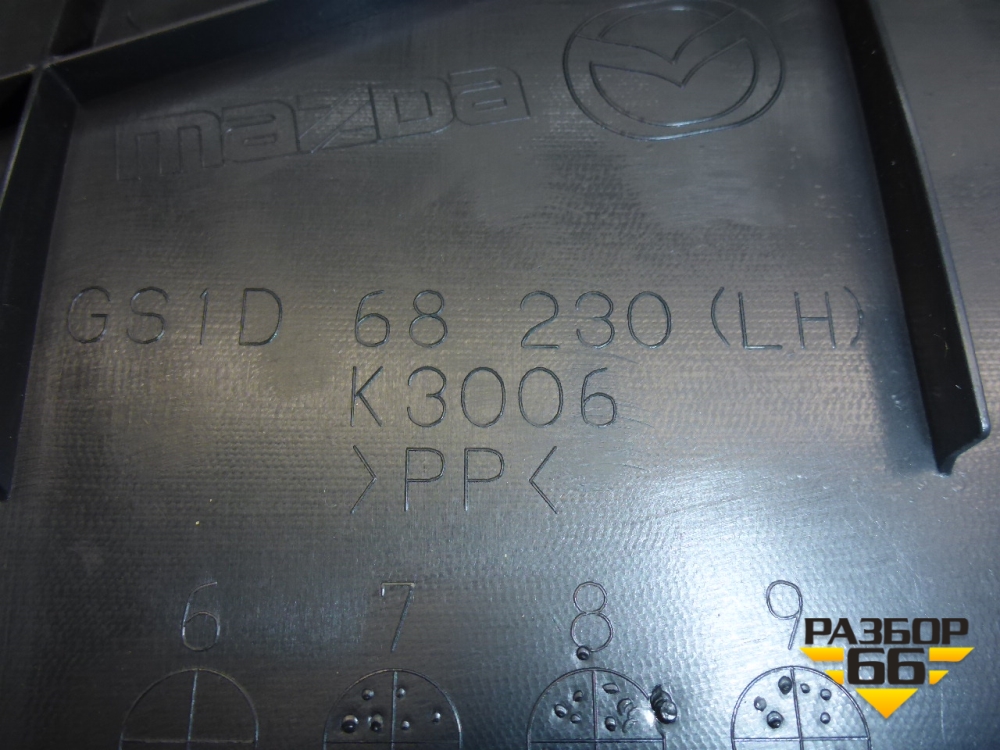 mazda
GS1D 68 230 (LH)
K3006
>PP<
6 7 8 9
РАЗБОР
66